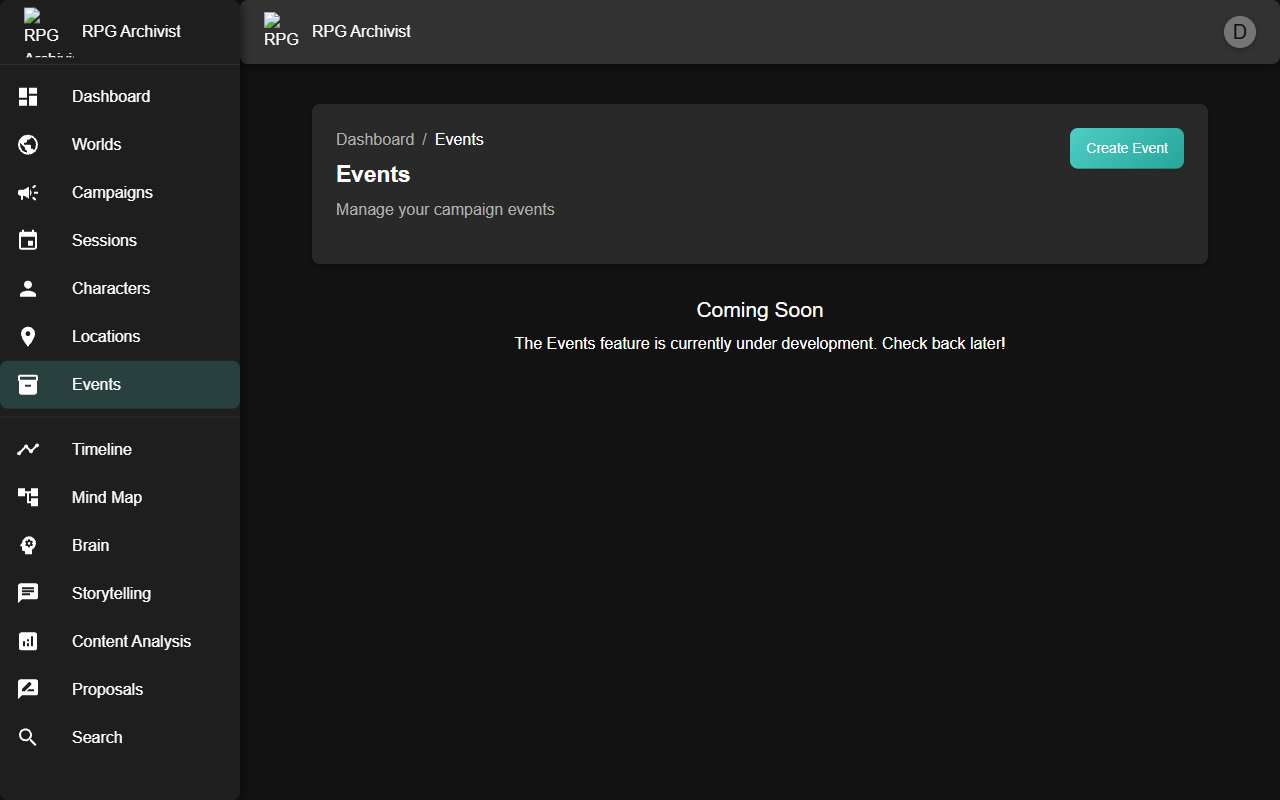 RPG
Archivist
RPG Archivist
RPG
RPG Archivist
D
Dashboard
Worlds
Campaigns
Sessions
Characters
Locations
Events
Timeline
Mind Map
Brain
Storytelling
Content Analysis
Proposals
Search
Dashboard / Events
Events
Manage your campaign events
Create Event
Coming Soon
The Events feature is currently under development. Check back later!